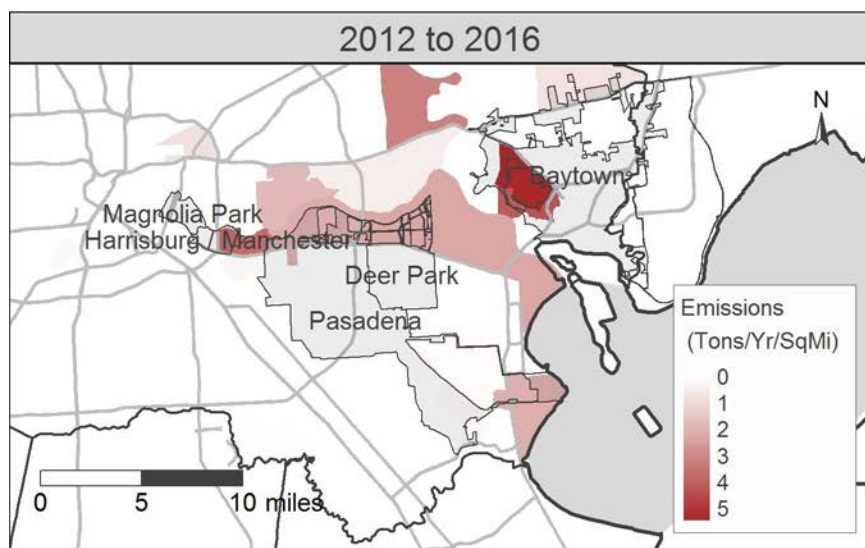 2012 to 2016
N
Baytown
Magnolia Park
Harrisburg
Manchester
Deer Park
Pasadena
Emissions
(Tons/Yr/SqMi)
0
1
2
3
4
5
0 5 10 miles